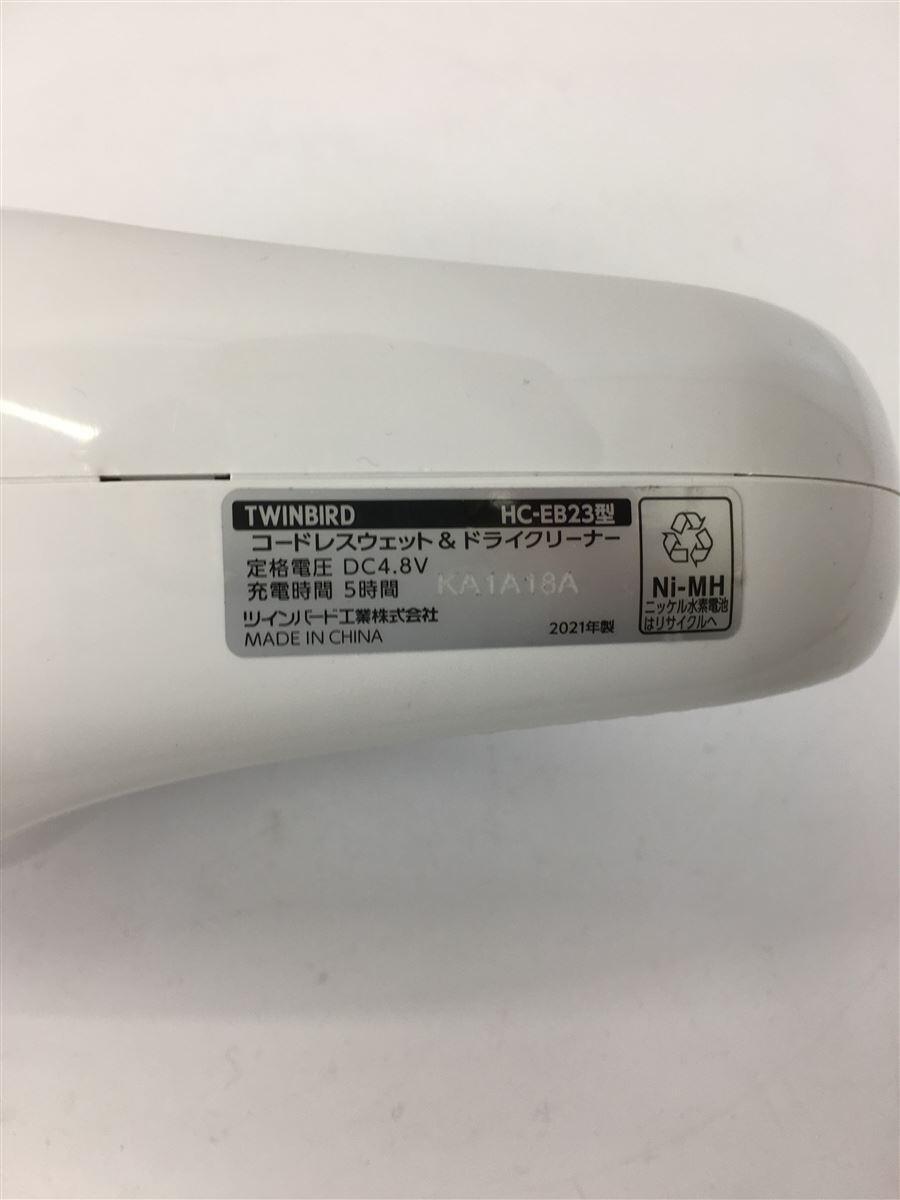 TWINBIRD HC-EB23型
コードレスウェット＆ドライクリーナー
定格電圧 DC4.8V
充電時間 5時間 KA1A18A
ツインバード工業株式会社
MADE IN CHINA 2021年製
Ni-MH
ニッケル水素電池
はリサイクルへ